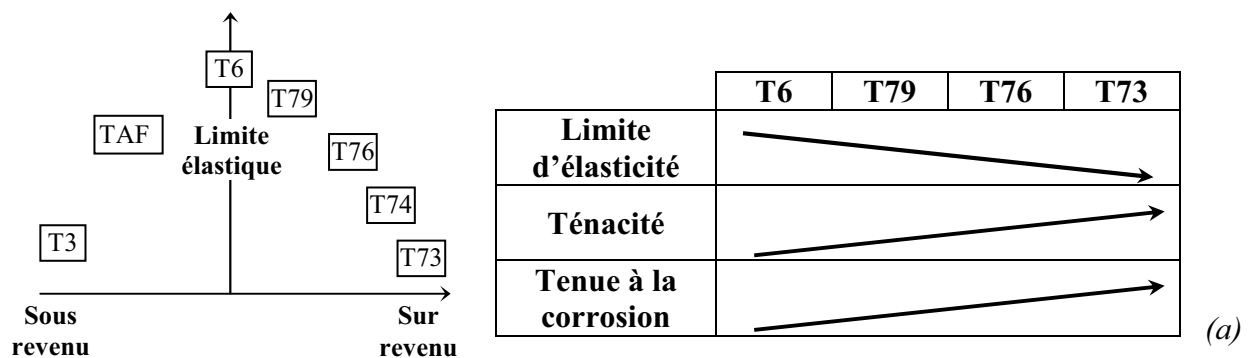 T6
T79
TAF
Limite
élastique
T76
T74
T3
T73
Sous
revenu
Sur
revenu
T6 T79 T76 T73
Limite
d’élasticité
Ténacité
Tenue à la
corrosion
(a)